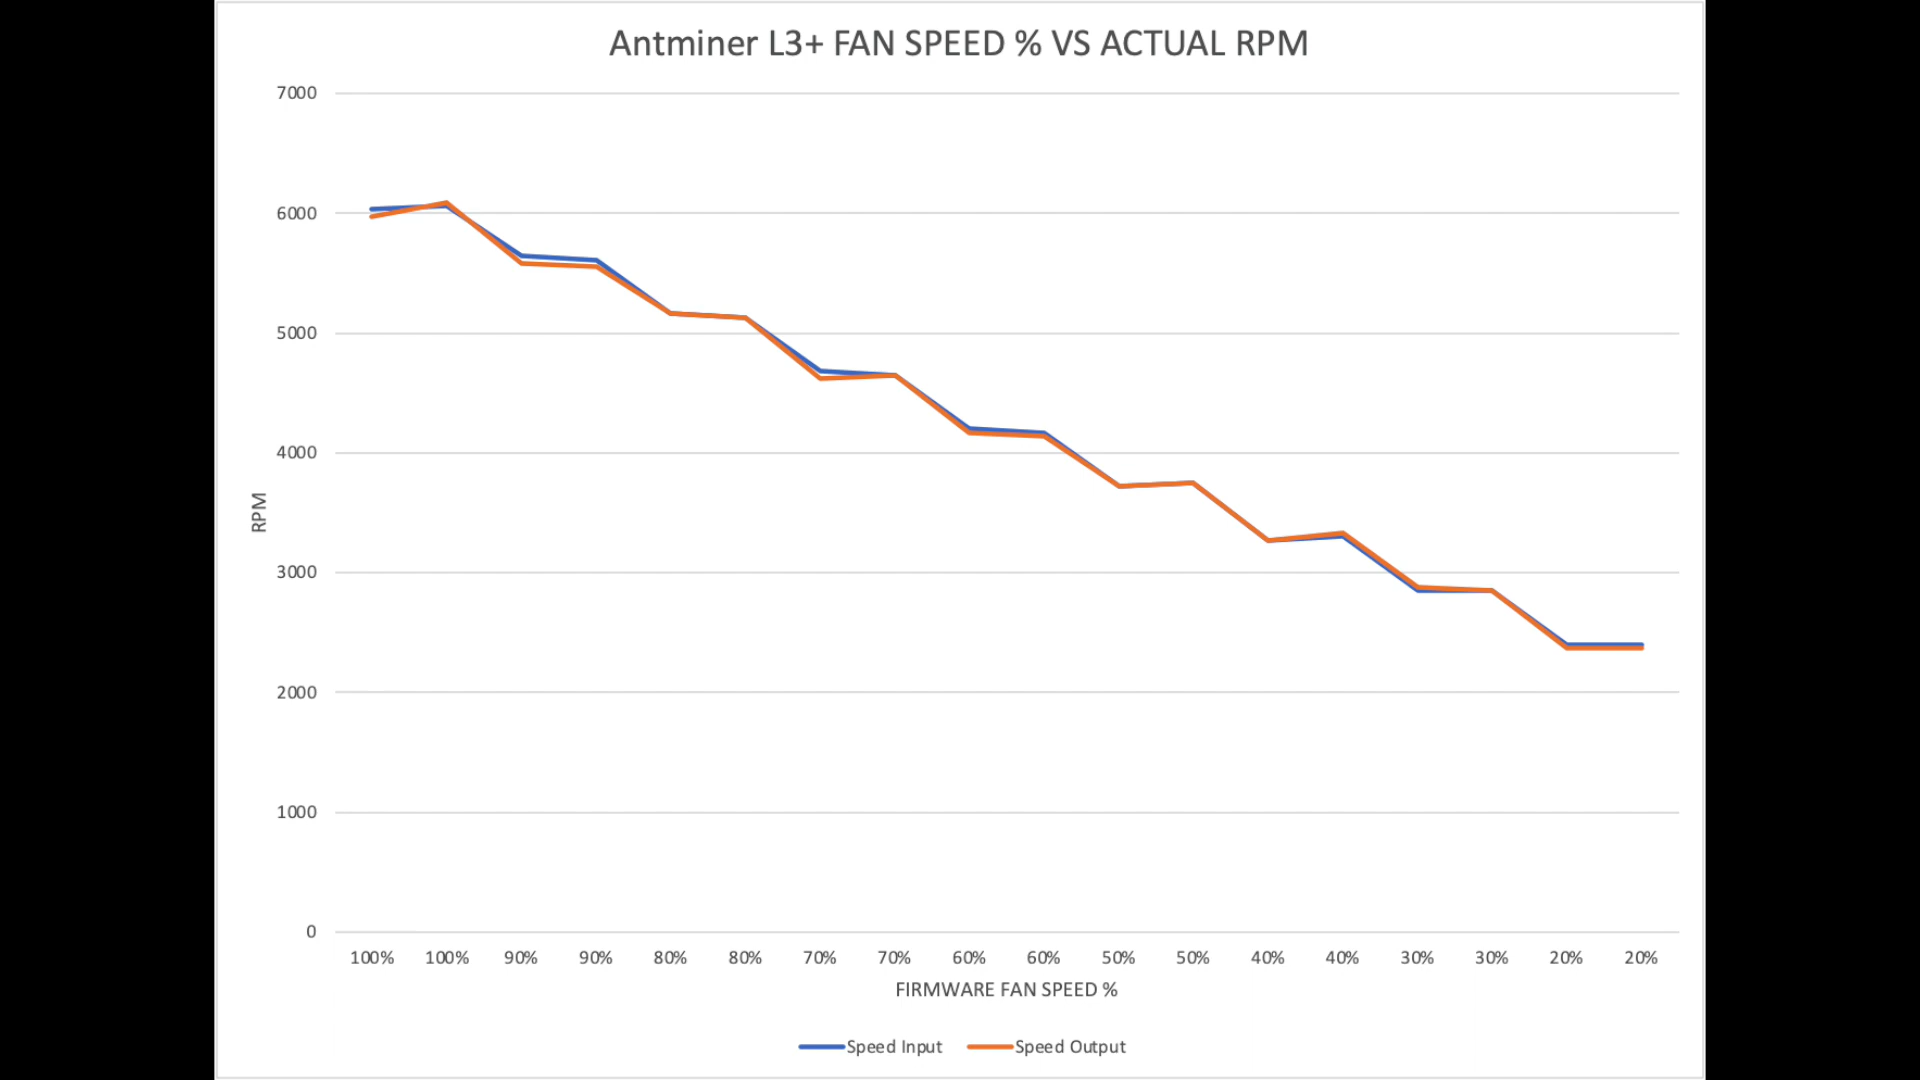 Antminer L3+ FAN SPEED % VS ACTUAL RPM
7000
6000
5000
4000
3000
2000
1000
0
RPM
100% 100% 90% 90% 80% 80% 70% 70% 60% 60% 50% 50% 40% 40% 30% 30% 20% 20%
FIRMWARE FAN SPEED %
Speed Input Speed Output